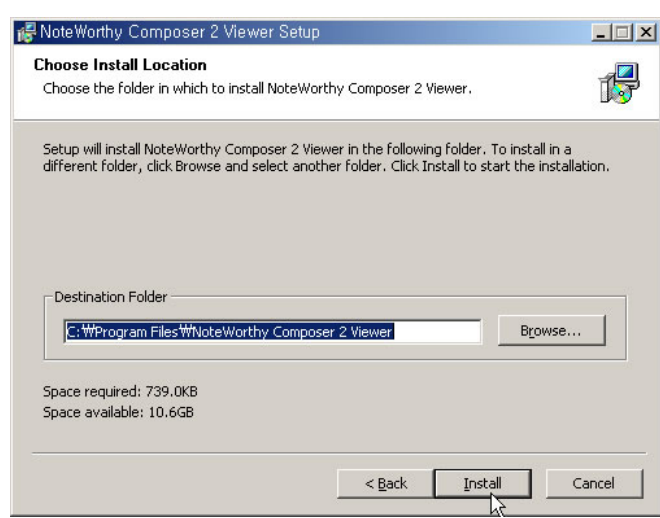 NoteWorthy Composer 2 Viewer Setup
Choose Install Location
Choose the folder in which to install NoteWorthy Composer 2 Viewer.
Setup will install NoteWorthy Composer 2 Viewer in the following folder. To install in a
different folder, click Browse and select another folder. Click Install to start the installation.
Destination Folder
C:₩Program Files₩NoteWorthy Composer 2 Viewer
Browse...
Space required: 739.0KB
Space available: 10.6GB
< Back
Install
Cancel